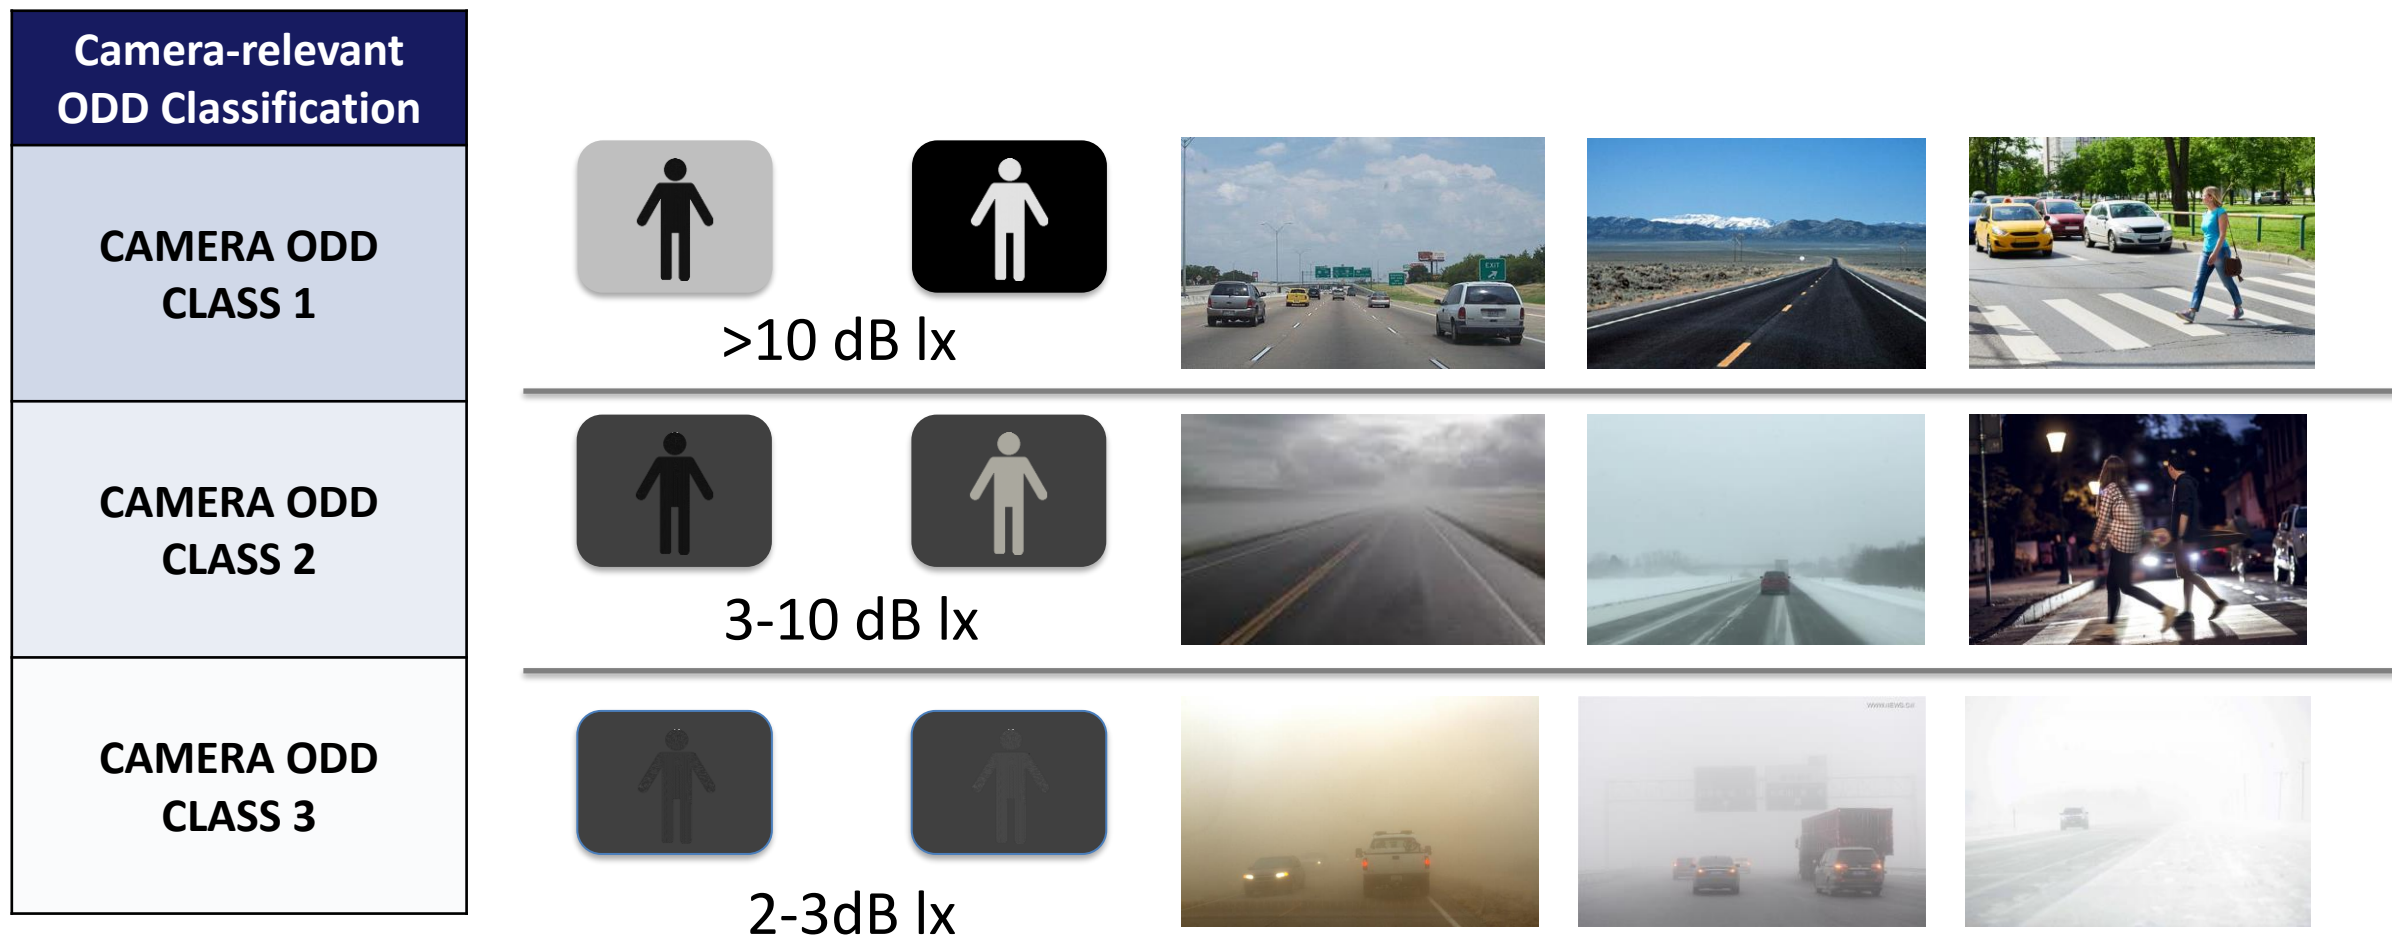 Camera-relevant
ODD Classification
CAMERA ODD
CLASS 1
>10 dB lx
EXIT
CAMERA ODD
CLASS 2
3-10 dB lx
CAMERA ODD
CLASS 3
2-3dB lx